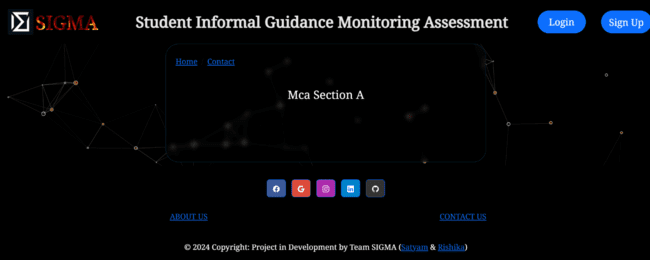 SIGMA
Student Informal Guidance Monitoring Assessment
Login
Sign Up
Home
Contact
Mca Section A
ABOUT US
CONTACT US
© 2024 Copyright: Project in Development by Team SIGMA (Satyam & Rishika)